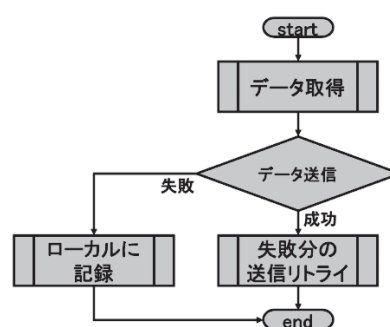 start
データ取得
データ送信
失敗
成功
ローカルに
記録
失敗分の
送信リトライ
end